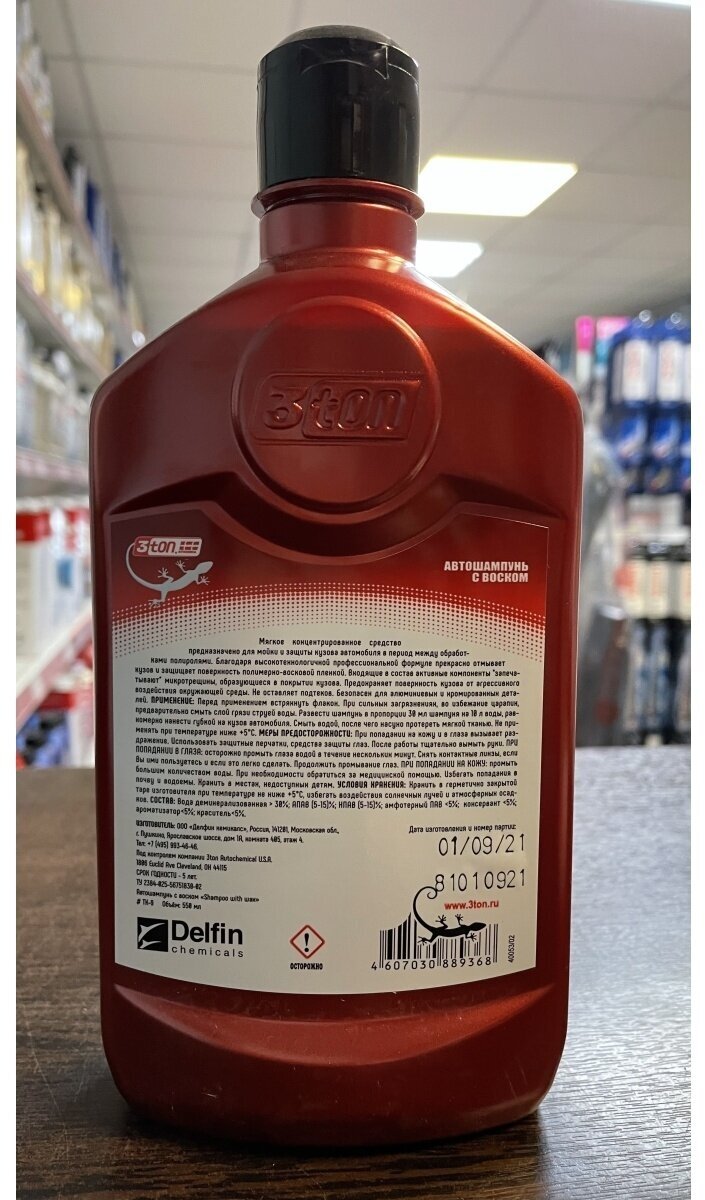 3ton
3ton
АВТОШАМПУНЬ
С ВОСКОМ
Мягкое концентрированное средство
предназначено для мойки и защиты кузова автомобиля в период между обработ-
ками полиролями. Благодаря высокотехнологичной профессиональной формуле прекрасно отмывает
кузов и защищает поверхность полимерно-восковой пленкой. Входящие в состав активные компоненты "запеча-
тывают" микротрещины, образующиеся в покрытии кузова. Предохраняет поверхность кузова от агрессивного
воздействия окружающей среды. Не оставляет подтеков. Безопасен для алюминиевых и хромированных дета-
лей. ПРИМЕНЕНИЕ: Перед применением встряхнуть флакон. При сильных загрязнениях, во избежание царапин,
предварительно смыть слой грязи струей воды. Развести шампунь в пропорции 30 мл шампуня на 10 л воды, рав-
номерно нанести губкой на кузов автомобиля. Смыть водой, после чего насухо протереть мягкой тканью. Не при-
менять при температуре ниже +5°С. МЕРЫ ПРЕДОСТОРОЖНОСТИ: При попадании на кожу и в глаза вызывает раз-
дражение. Использовать защитные перчатки, средства защиты глаз. После работы тщательно вымыть руки. ПРИ
ПОПАДАНИИ В ГЛАЗА: осторожно промыть глаза водой в течение нескольких минут. Снять контактные линзы, если
Вы ими пользуетесь и если это легко сделать. Продолжить промывание глаз. ПРИ ПОПАДАНИИ НА КОЖУ: промыть
большим количеством воды. При необходимости обратиться за медицинской помощью. Избегать попадания в
почву и водоемы. Хранить в местах, недоступных детям. УСЛОВИЯ ХРАНЕНИЯ: Хранить в герметично закрытой
таре изготовителя при температуре не ниже +5°С, избегать воздействия солнечных лучей и атмосферных осад-
ков. СОСТАВ: Вода деминерализованная > 30%; АПАВ (5-15)%; НПАВ (5-15)%; амфотерный ПАВ <5%; консервант <5%;
ароматизатор<5%; краситель<5%.
ИЗГОТОВИТЕЛЬ: ООО «Делфин кемикалс», Россия, 141201, Московская обл.,
г. Пушкино, Ярославское шоссе, дом 1А, комната 405, этаж 4.
Тел: +7 (495) 993-46-46.
Под контролем компании 3ton Autochemical U.S.A.
1806 Euclid Ave Cleveland, OH 44115
СРОК ГОДНОСТИ - 5 лет.
ТУ 2384-025-56751830-02
Автошампунь с воском «Shampoo with wax»
# TH-9 Объём: 550 мл
Дата изготовления и номер партии:
01/09/21
81010921
www.3ton.ru
Delfin
chemicals
ОСТОРОЖНО
4 607030 889368
40053/02